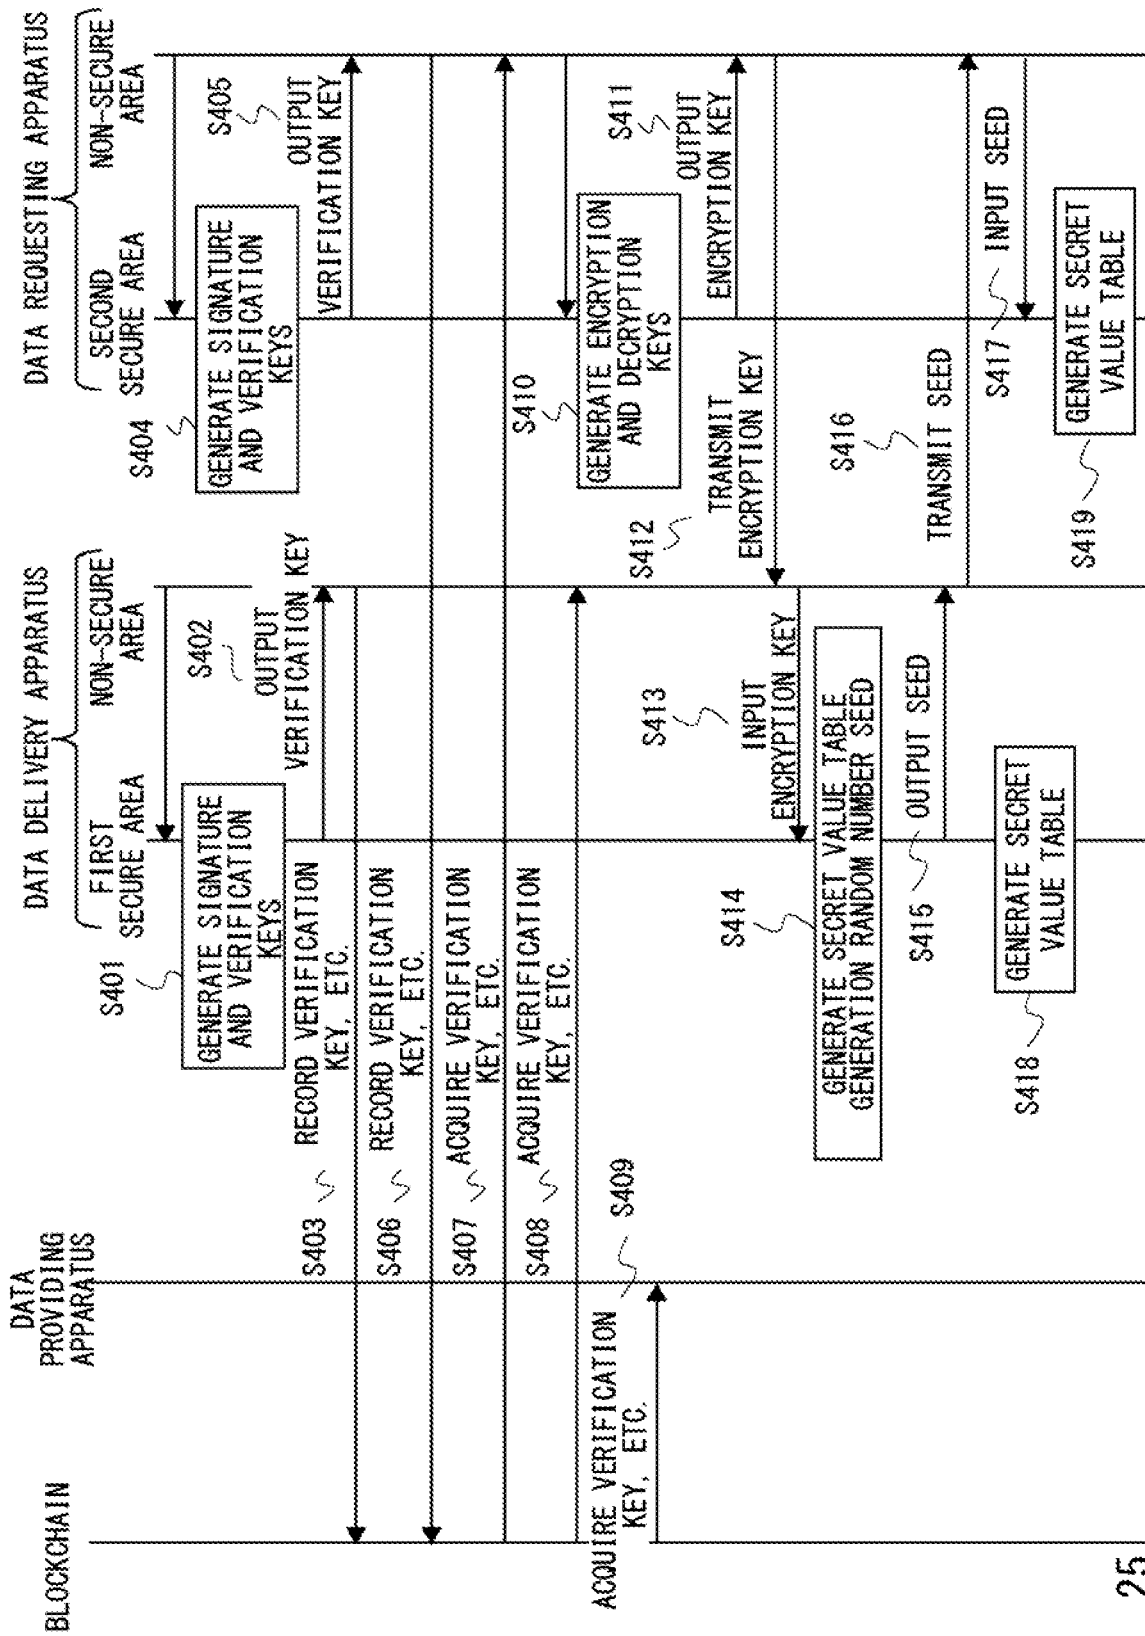 BLOCKCHAIN
DATA
PROVIDING
APPARATUS
DATA DELIVERY APPARATUS
FIRST
SECURE AREA
NON-SECURE
AREA
DATA REQUESTING APPARATUS
SECOND
SECURE AREA
NON-SECURE
AREA
S401
GENERATE SIGNATURE
AND VERIFICATION
KEYS
S402
OUTPUT
VERIFICATION KEY
S403
RECORD VERIFICATION
KEY, ETC.
S404
GENERATE SIGNATURE
AND VERIFICATION
KEYS
S405
OUTPUT
VERIFICATION KEY
S406
RECORD VERIFICATION
KEY, ETC.
S407
ACQUIRE VERIFICATION
KEY, ETC.
S408
ACQUIRE VERIFICATION
KEY, ETC.
S409
ACQUIRE VERIFICATION
KEY, ETC.
S410
GENERATE ENCRYPTION
AND DECRYPTION
KEYS
S411
OUTPUT
ENCRYPTION KEY
S412
TRANSMIT
ENCRYPTION KEY
S413
INPUT
ENCRYPTION KEY
S414
GENERATE SECRET VALUE TABLE
GENERATION RANDOM NUMBER SEED
S415
OUTPUT SEED
S416
TRANSMIT SEED
S417
INPUT SEED
S418
GENERATE SECRET
VALUE TABLE
S419
GENERATE SECRET
VALUE TABLE
25